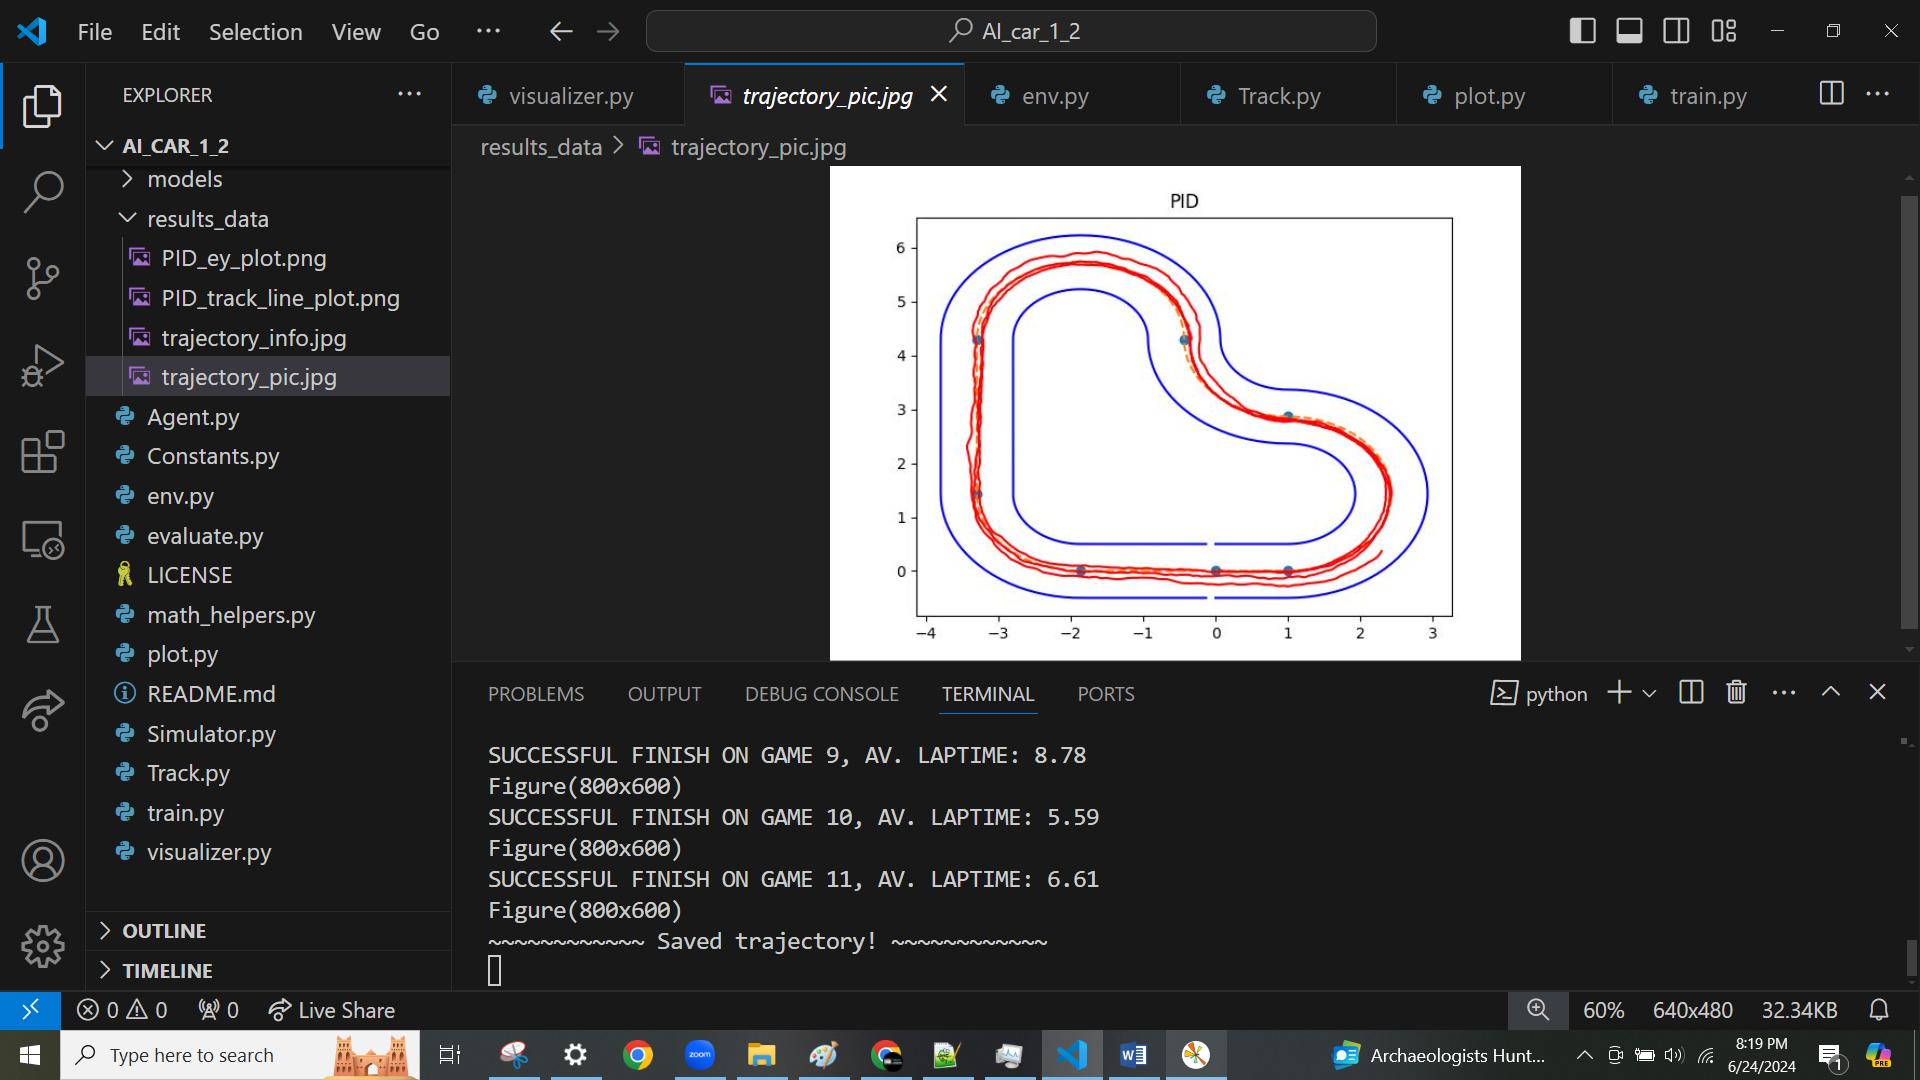 File Edit Selection View Go ··· AI_car_1_2
EXPLORER ···
visualizer.py trajectory_pic.jpg env.py Track.py plot.py train.py ···
AI_CAR_1_2
results_data > trajectory_pic.jpg
models
results_data
PID_ey_plot.png
PID_track_line_plot.png
trajectory_info.jpg
trajectory_pic.jpg
Agent.py
Constants.py
env.py
evaluate.py
LICENSE
math_helpers.py
plot.py
README.md
Simulator.py
Track.py
train.py
visualizer.py
OUTLINE
TIMELINE
PID
6
5
4
3
2
1
0
−4 −3 −2 −1 0 1 2 3
PROBLEMS OUTPUT DEBUG CONSOLE TERMINAL PORTS python ···
SUCCESSFUL FINISH ON GAME 9, AV. LAPTIME: 8.78
Figure(800x600)
SUCCESSFUL FINISH ON GAME 10, AV. LAPTIME: 5.59
Figure(800x600)
SUCCESSFUL FINISH ON GAME 11, AV. LAPTIME: 6.61
Figure(800x600)
~~~~~~~~~~~~ Saved trajectory! ~~~~~~~~~~~~
0 0 0 Live Share 60% 640x480 32.34KB
Type here to search zoom W Archaeologists Hunt... 8:19 PM
6/24/2024 1 PRE